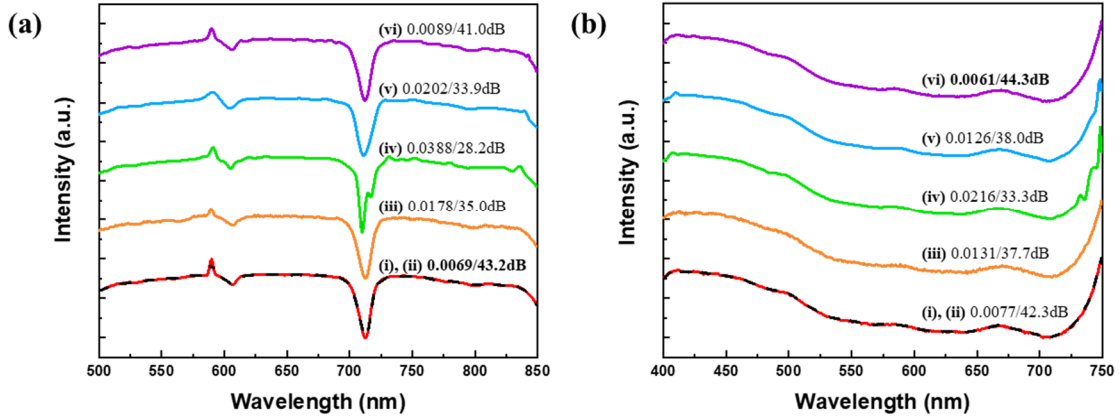 (a)
(vi) 0.0089/41.0dB
(v) 0.0202/33.9dB
(iv) 0.0388/28.2dB
(iii) 0.0178/35.0dB
(i), (ii) 0.0069/43.2dB
Intensity (a.u.)
500 550 600 650 700 750 800 850
Wavelength (nm)
(b)
(vi) 0.0061/44.3dB
(v) 0.0126/38.0dB
(iv) 0.0216/33.3dB
(iii) 0.0131/37.7dB
(i), (ii) 0.0077/42.3dB
Intensity (a.u.)
400 450 500 550 600 650 700 750
Wavelength (nm)